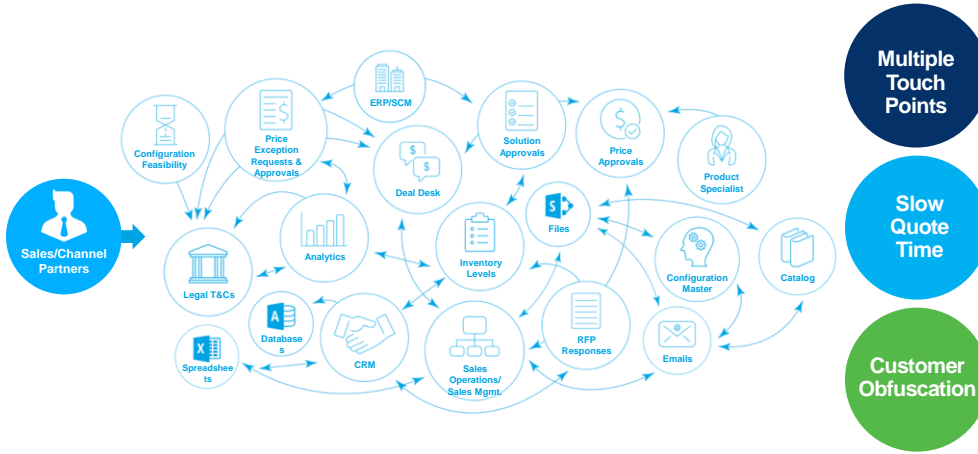 Multiple
Touch
Points
ERP/SCM
Configuration
Feasibility
Price
Exception
Requests &
Approvals
Solution
Approvals
Price
Approvals
$
$
$
$
Deal Desk
Product
Specialist
Sales/Channel
Partners
Slow
Quote
Time
S
Files
Analytics
Inventory
Levels
Configuration
Master
Catalog
Legal T&Cs
A
Database
s
X
Spreadshee
ts
CRM
Sales
Operations/
Sales Mgmt.
RFP
Responses
@
Emails
Customer
Obfuscation